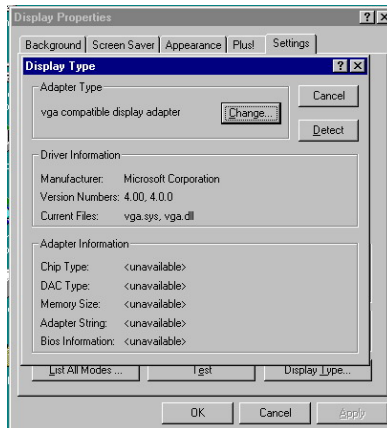 Display Properties
Background Screen Saver Appearance Plus! Settings
Display Type
Adapter Type
vga compatible display adapter
Change...
Cancel
Detect
Driver Information
Manufacturer: Microsoft Corporation
Version Numbers: 4.00, 4.0.0
Current Files: vga.sys, vga.dll
Adapter Information
Chip Type: <unavailable>
DAC Type: <unavailable>
Memory Size: <unavailable>
Adapter String: <unavailable>
Bios Information: <unavailable>
List All Modes ... Test Display Type...
OK Cancel Apply